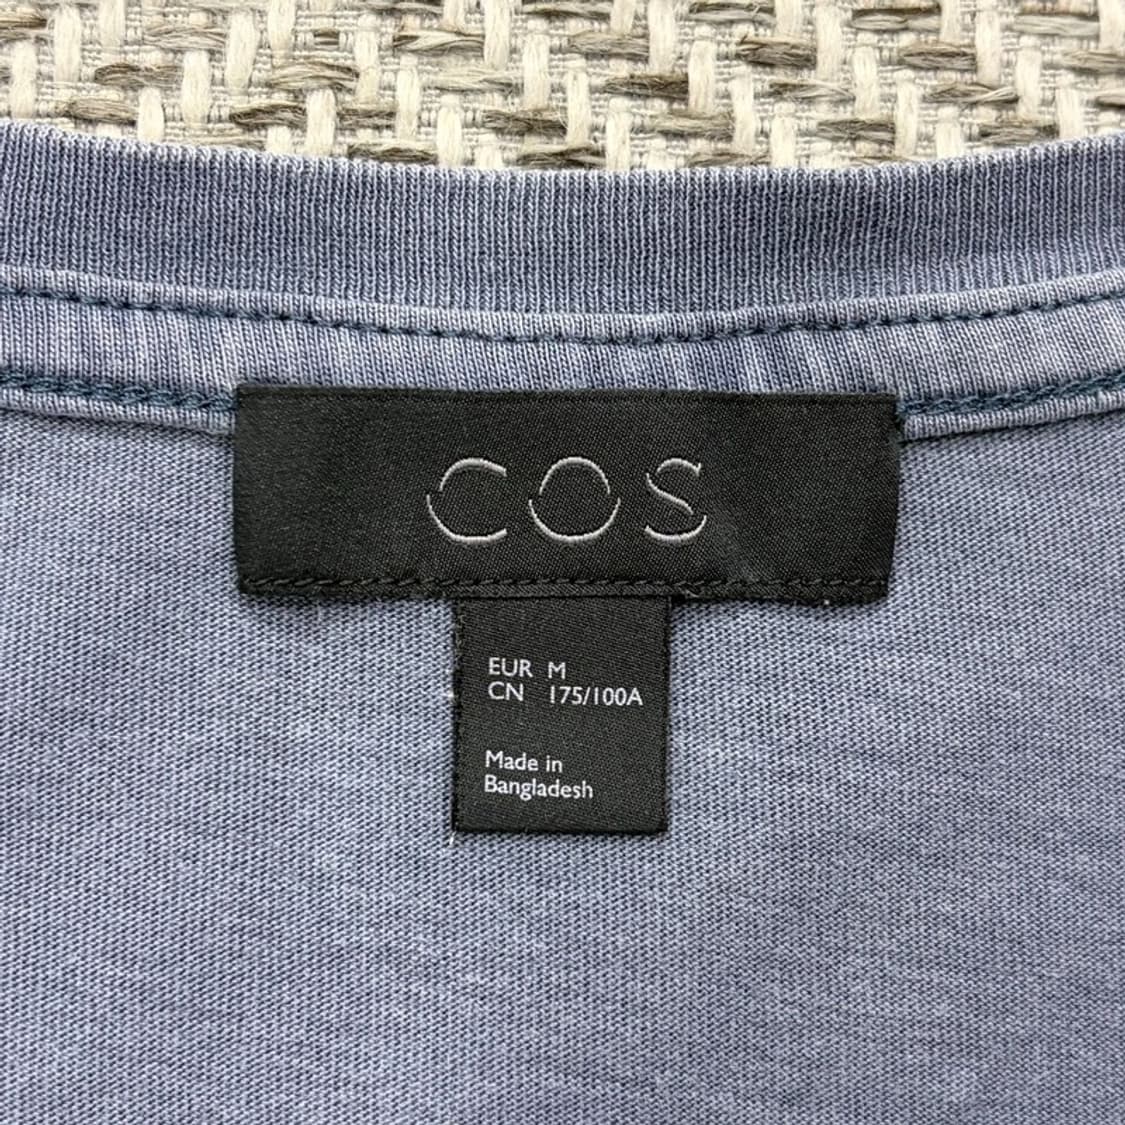 COS
EUR M
CN 175/100A
Made in
Bangladesh